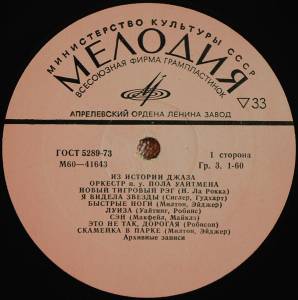 МИНИСТЕРСТВО КУЛЬТУРЫ СССР
МЕЛОДИЯ
ВСЕСОЮЗНАЯ ФИРМА ГРАМПЛАСТИНОК
АПРЕЛЕВСКИЙ ОРДЕНА ЛЕНИНА ЗАВОД
▽33
ГОСТ 5289-73
1 сторона
М60—41643
Гр. 3. 1-60
ИЗ ИСТОРИИ ДЖАЗА
ОРКЕСТР п. у. ПОЛА УАЙТМЕНА
НОВЫЙ ТИГРОВЫЙ РЭГ (Н. Ла Рокка)
Я ВИДЕЛА ЗВЕЗДЫ (Сиглер, Гудхарт)
БЫСТРЫЕ НОГИ (Милтон, Эйджер)
ЛУИЗА (Уайтинг, Робинс)
СЭН (Макфейл, Майклз)
ЭТО НЕ ТАК, ДОРОГАЯ (Робисон)
СКАМЕЙКА В ПАРКЕ (Милтон, Эйджер)
Архивные записи